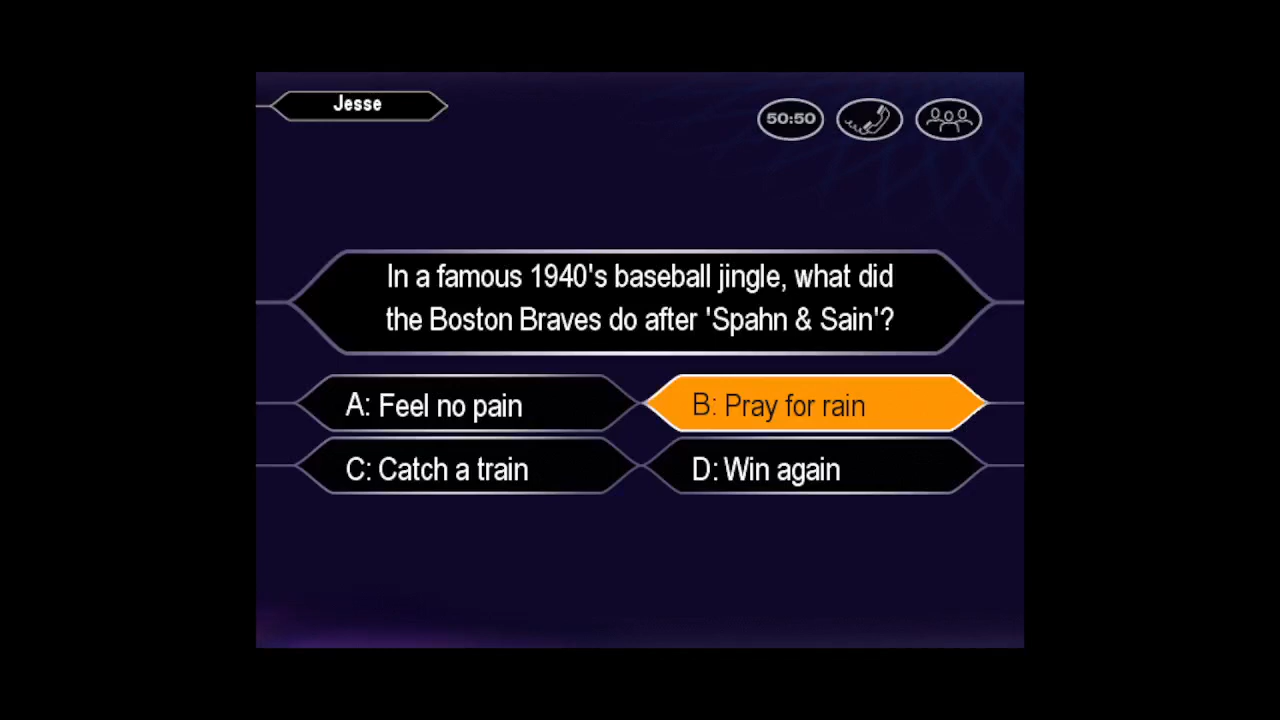 Jesse
50:50
In a famous 1940's baseball jingle, what did
the Boston Braves do after 'Spahn & Sain'?
A: Feel no pain
B: Pray for rain
C: Catch a train
D: Win again